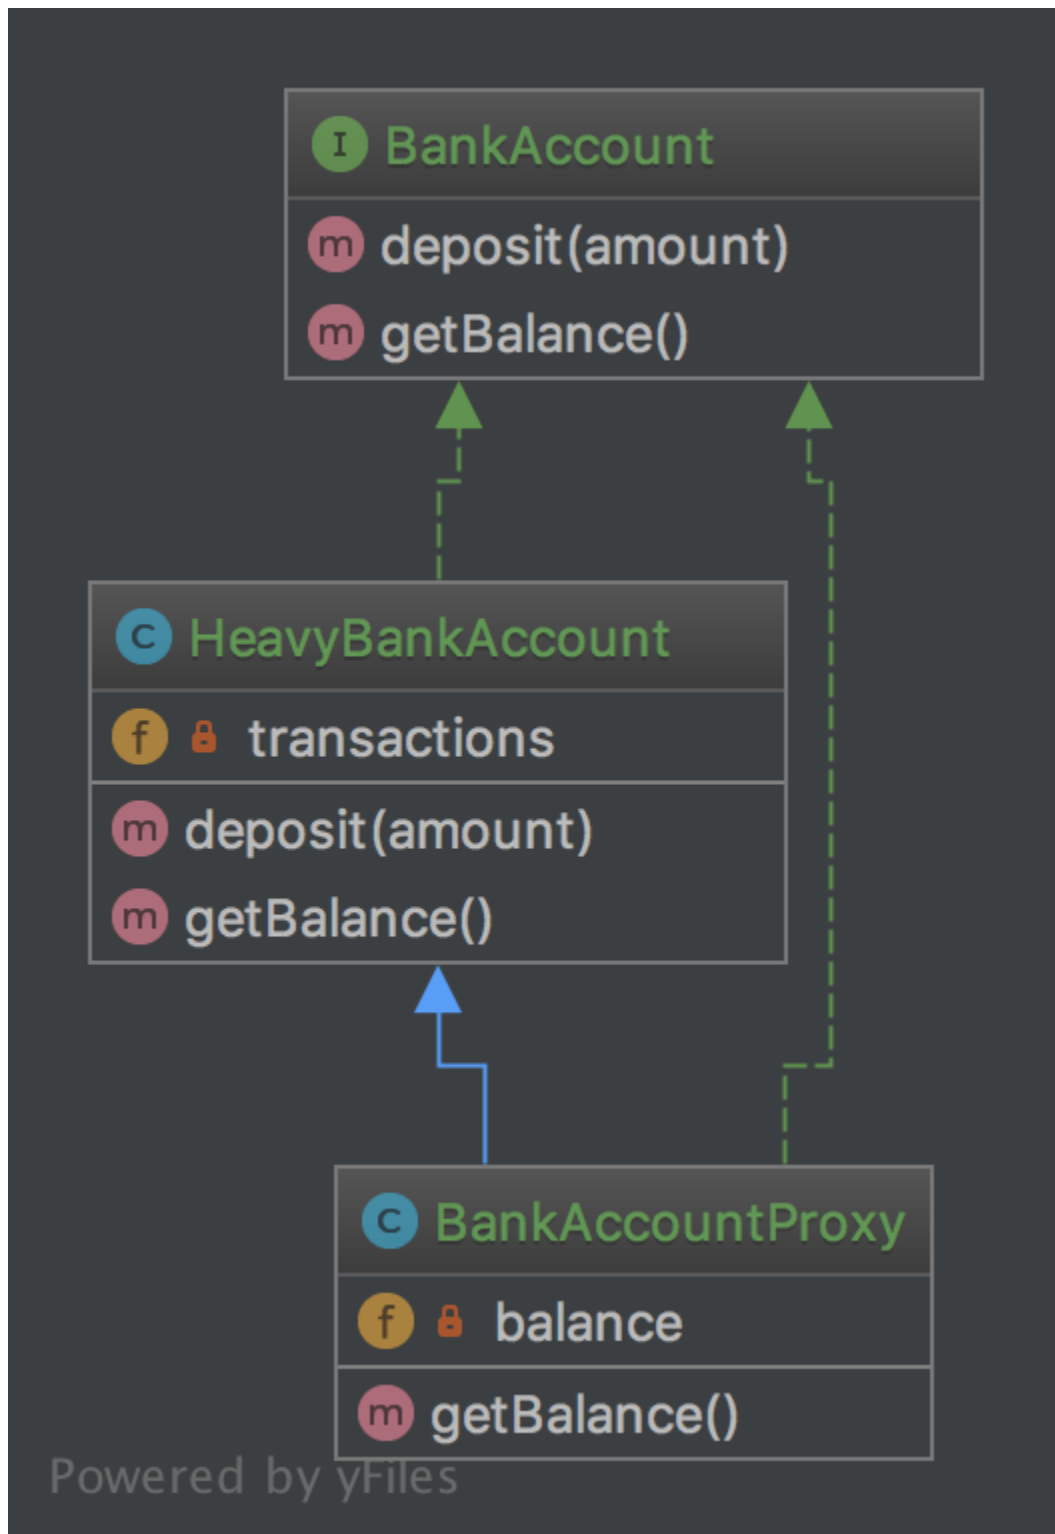 I BankAccount
m deposit(amount)
m getBalance()
C HeavyBankAccount
f transactions
m deposit(amount)
m getBalance()
C BankAccountProxy
f balance
m getBalance()
Powered by yFiles